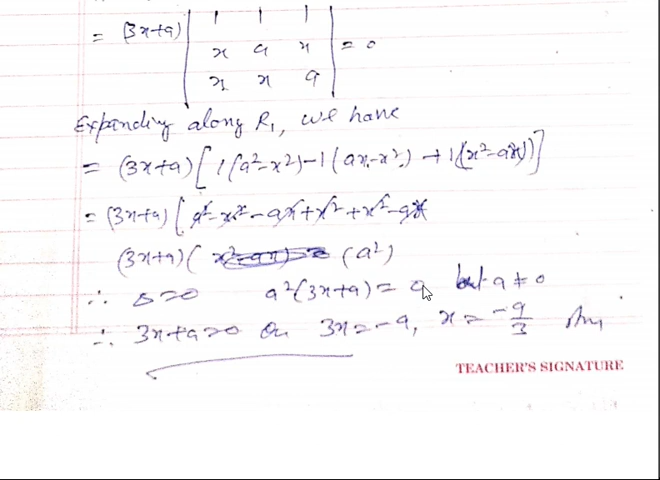 = (3x+a) | 1 1 1 |
| x a x | = 0
| x x a |
Expanding along R₁, we have
= (3x+a) [ 1(a²-x²) -1(ax-x²) + 1(x²-ax) ]
= (3x+a) [ a² - x² - ax + x² + x² - ax
(3x+a) ( (a²)
∴ Δ=0 a²(3x+a) = a but a ≠ 0
∴ 3x+a=0 Or 3x = -a, x = -a/3 Ans
TEACHER'S SIGNATURE